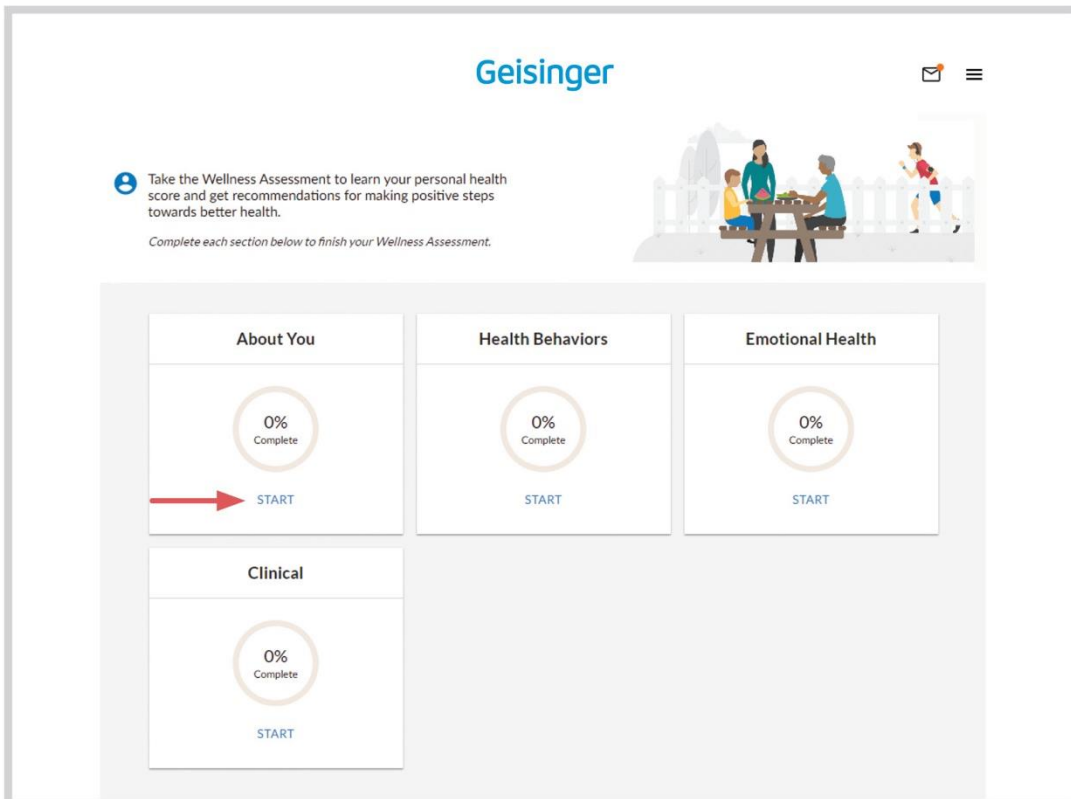 Geisinger
Take the Wellness Assessment to learn your personal health
score and get recommendations for making positive steps
towards better health.
Complete each section below to finish your Wellness Assessment.
About You
0%
Complete
START
Health Behaviors
0%
Complete
START
Emotional Health
0%
Complete
START
Clinical
0%
Complete
START